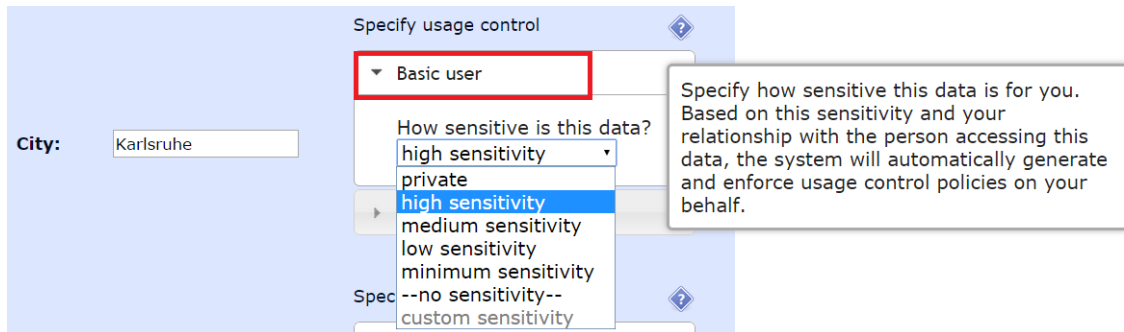 Specify usage control
?
Basic user
Specify how sensitive this data is for you.
Based on this sensitivity and your
relationship with the person accessing this
data, the system will automatically generate
and enforce usage control policies on your
behalf.
City:
Karlsruhe
How sensitive is this data?
high sensitivity
private
high sensitivity
medium sensitivity
low sensitivity
minimum sensitivity
--no sensitivity--
custom sensitivity
Spec
?